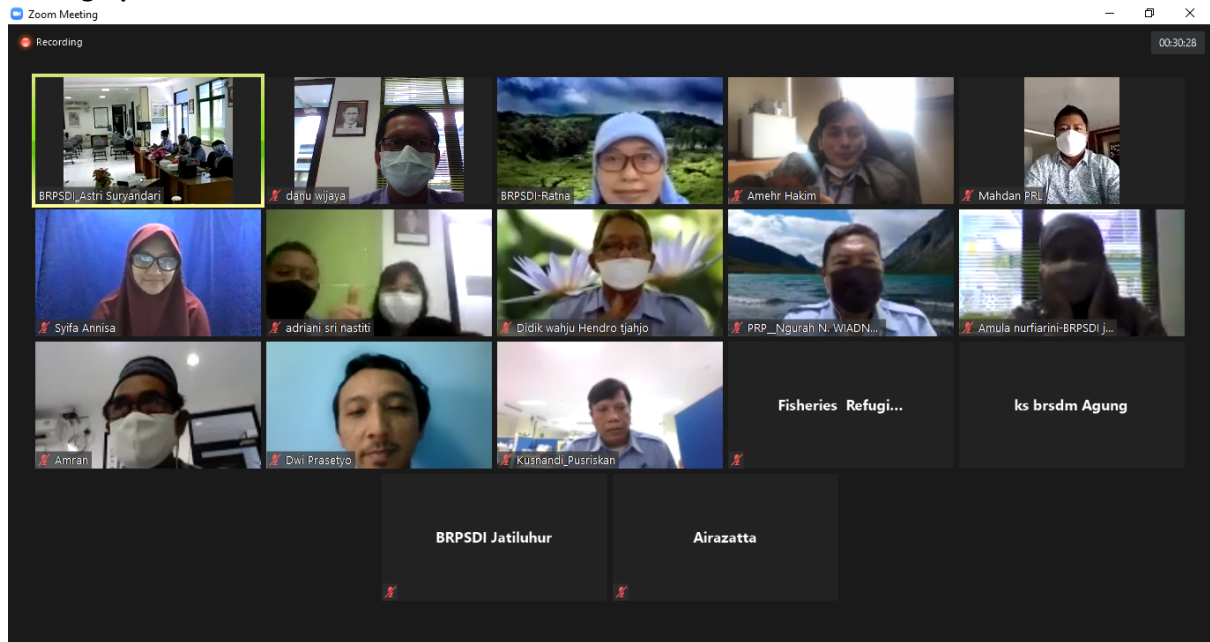 Zoom Meeting
Recording
00:30:28
BRPSDI_Astri Suryandari
danu wijaya
BRPSDI-Ratna
Amehr Hakim
Mahdan PRL
Syifa Annisa
adriani sri nastiti
Didik wahju Hendro tjahjo
PRP__Ngurah N. WIADN...
Amula nurfiarini-BRPSDI j...
Amran
Dwi Prasetyo
Kusnandi_Pusriskan
Fisheries Refugi...
ks brsdm Agung
BRPSDI Jatiluhur
Airazatta